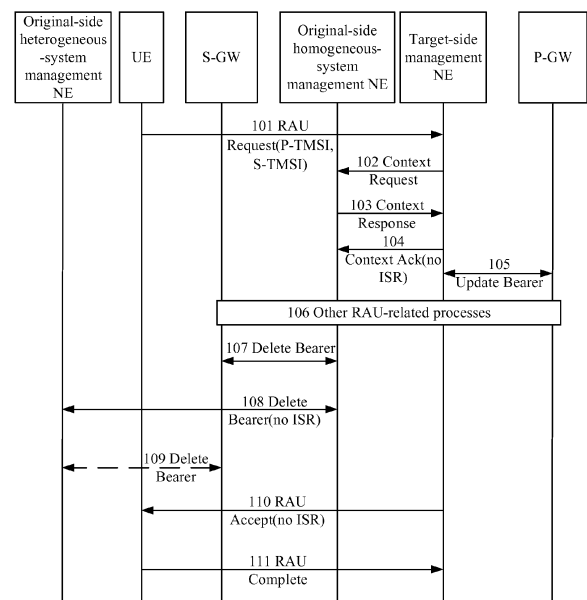 Original-side
heterogeneous
-system
management
NE
UE
S-GW
Original-side
homogeneous-
system
management NE
Target-side
management
NE
P-GW
101 RAU
Request(P-TMSI,
S-TMSI)
102 Context
Request
103 Context
Response
104
Context Ack(no
ISR)
105
Update Bearer
106 Other RAU-related processes
107 Delete Bearer
108 Delete
Bearer(no ISR)
109 Delete
Bearer
110 RAU
Accept(no ISR)
111 RAU
Complete